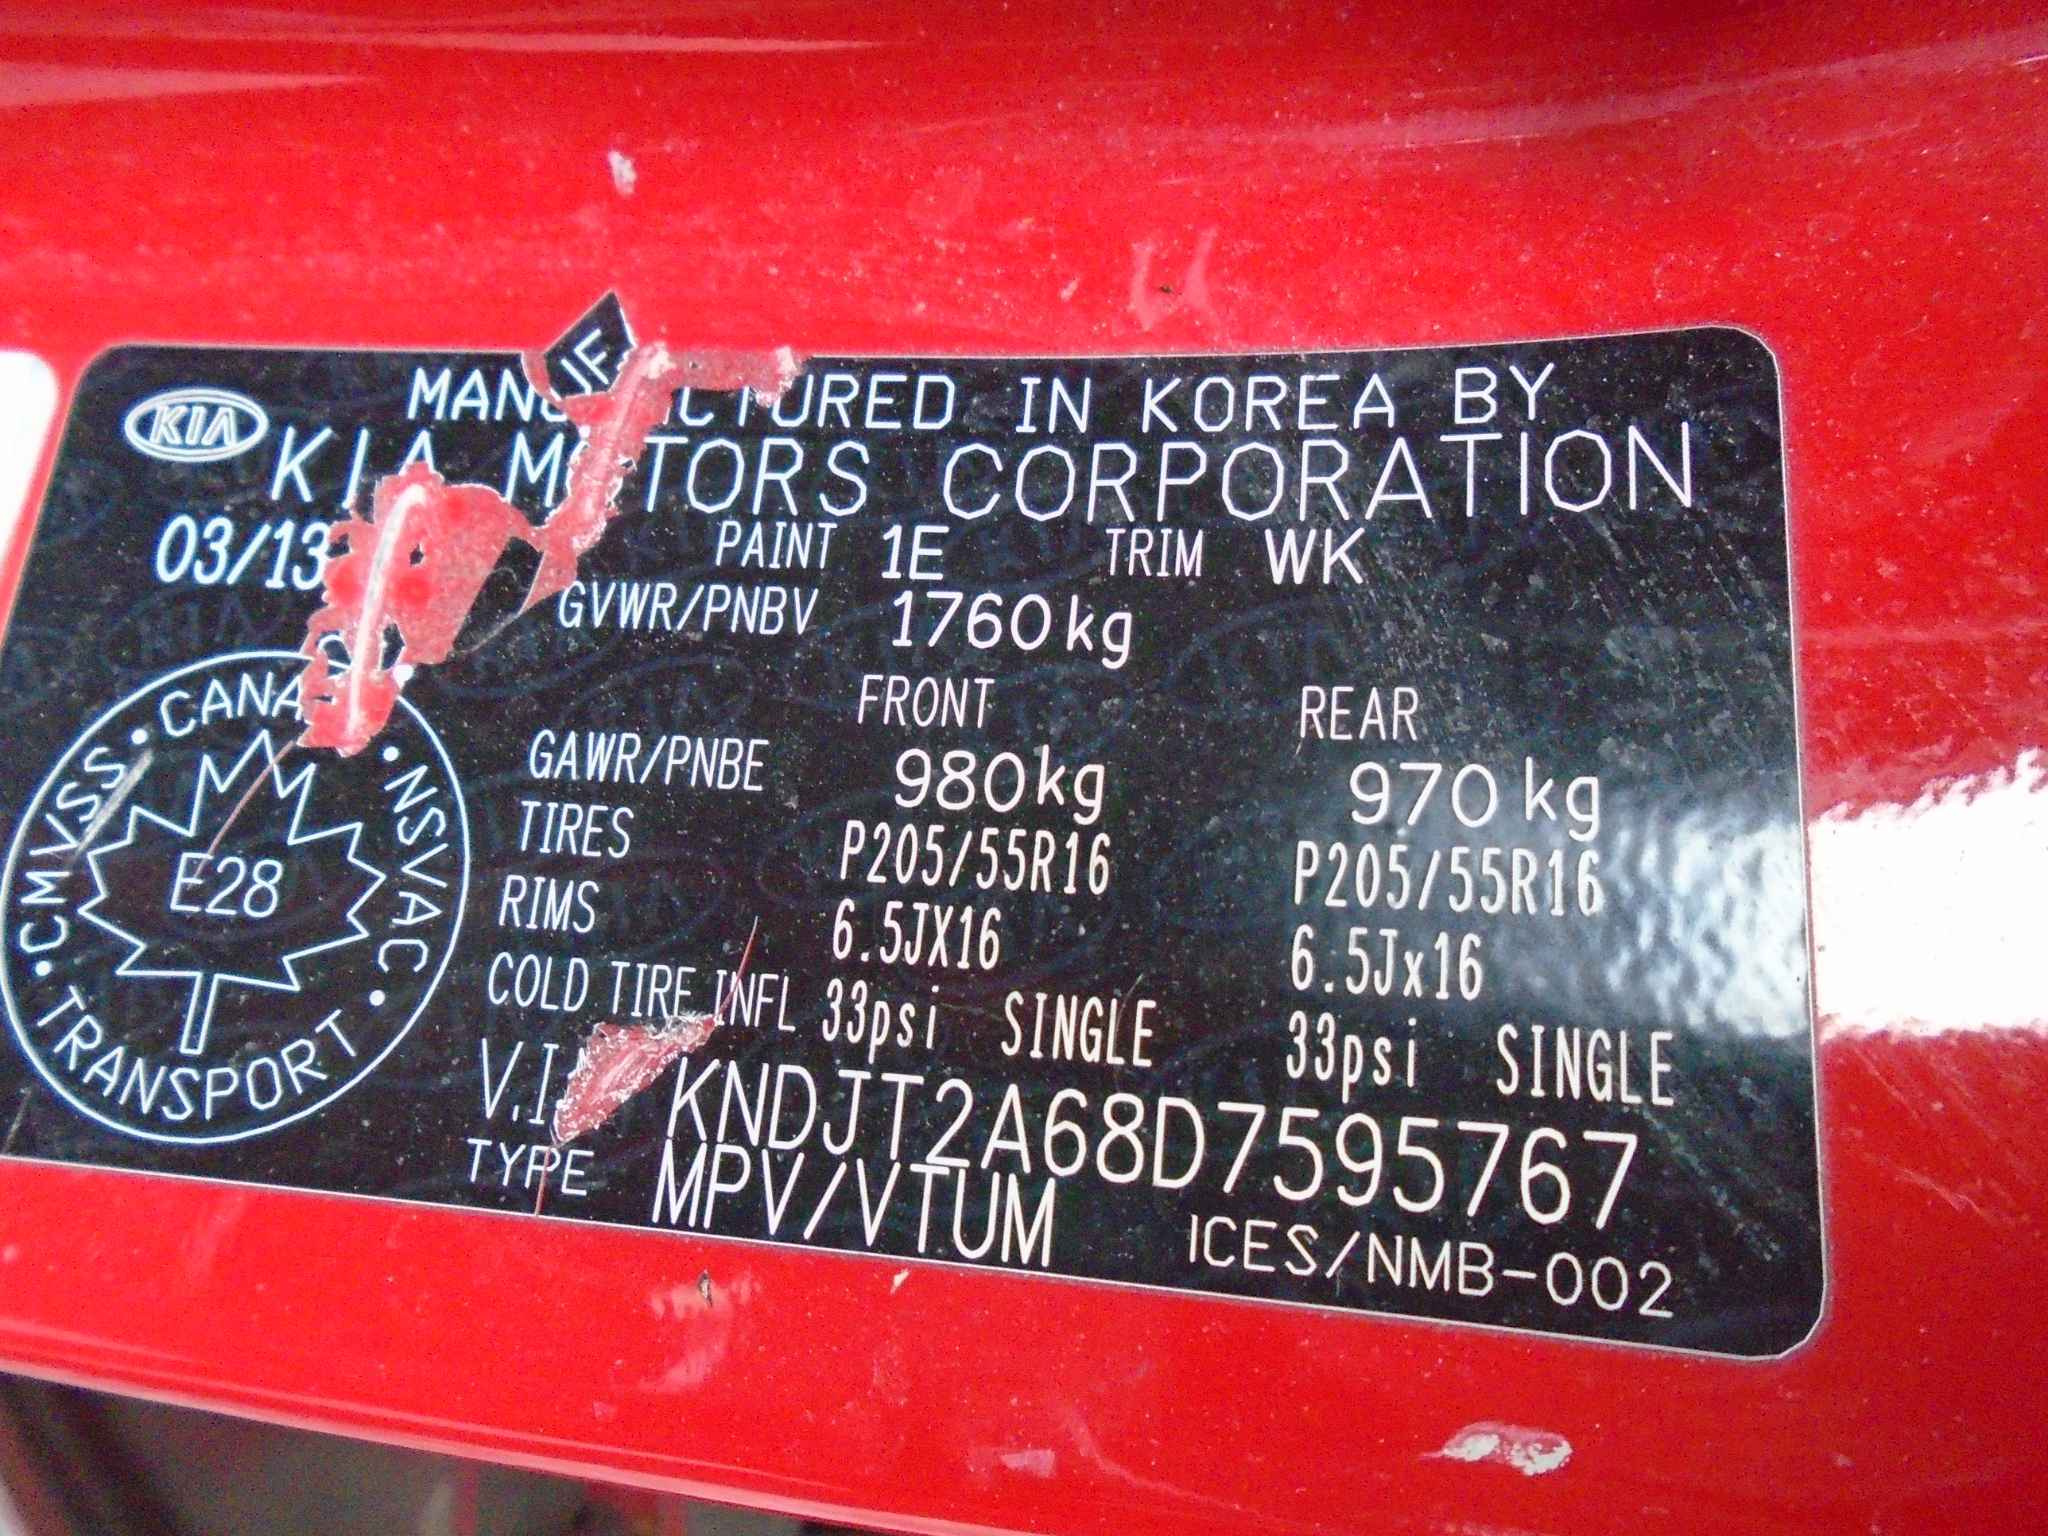 KIA
MANUFACTURED IN KOREA BY
KIA MOTORS CORPORATION
03/13 PAINT 1E TRIM WK
GVWR/PNBV 1760kg
FRONT REAR
GAWR/PNBE 980kg 970kg
TIRES P205/55R16 P205/55R16
RIMS 6.5JX16 6.5Jx16
COLD TIRE INFL 33psi SINGLE 33psi SINGLE
V.I KNDJT2A68D7595767
TYPE MPV/VTUM ICES/NMB-002
CANA · NSVAC · TRANSPORT · CMVSS ·
E28